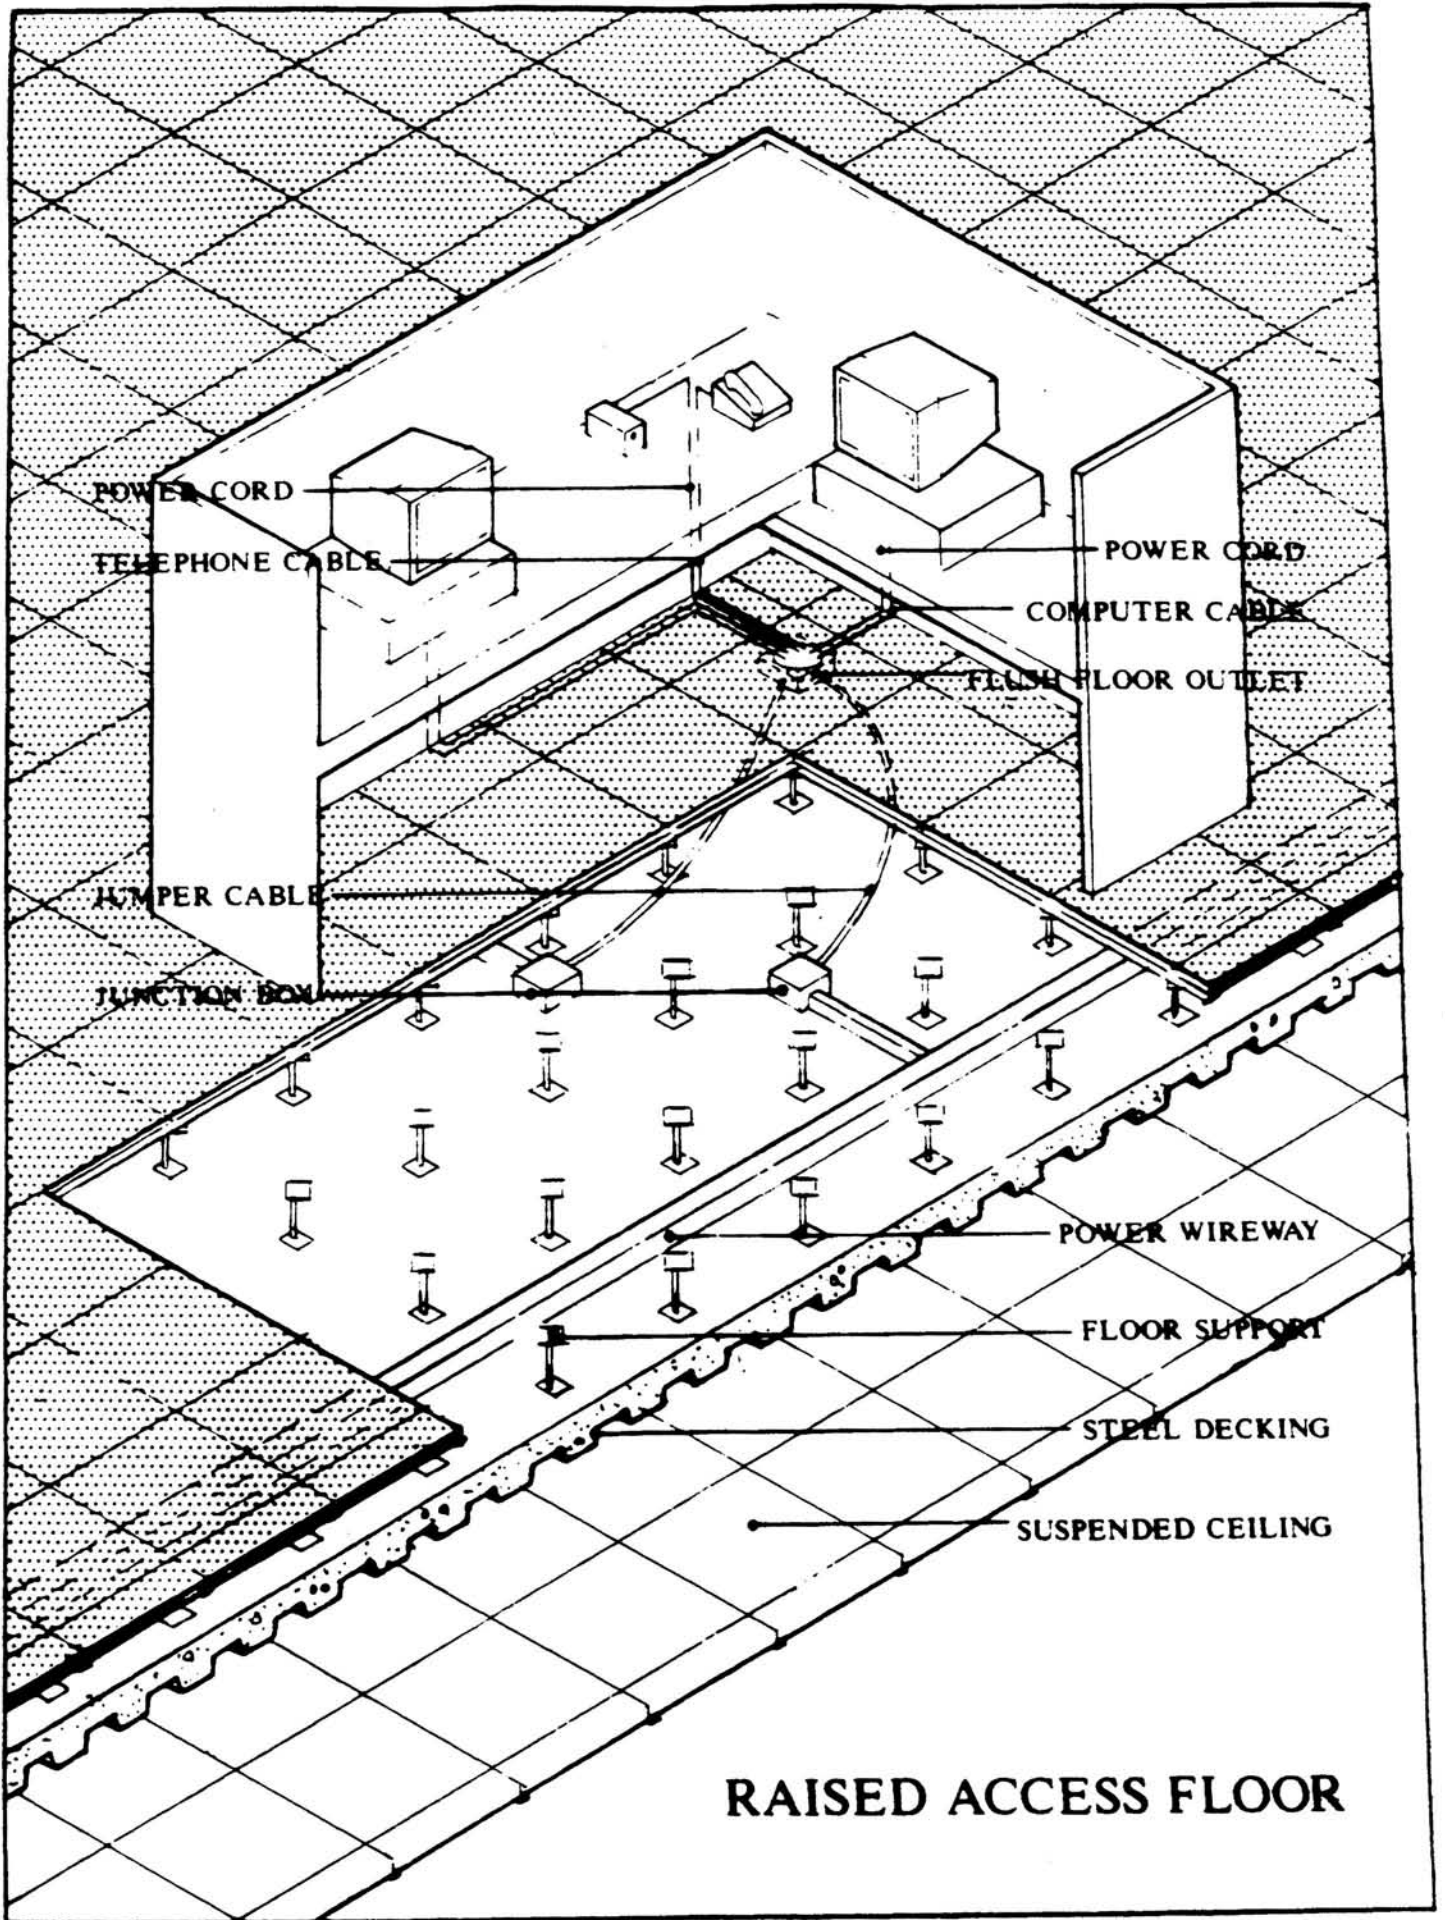 POWER CORD
TELEPHONE CABLE
POWER CORD
COMPUTER CABLE
FLUSH FLOOR OUTLET
JUMPER CABLE
JUNCTION BOX
POWER WIREWAY
FLOOR SUPPORT
STEEL DECKING
SUSPENDED CEILING
RAISED ACCESS FLOOR